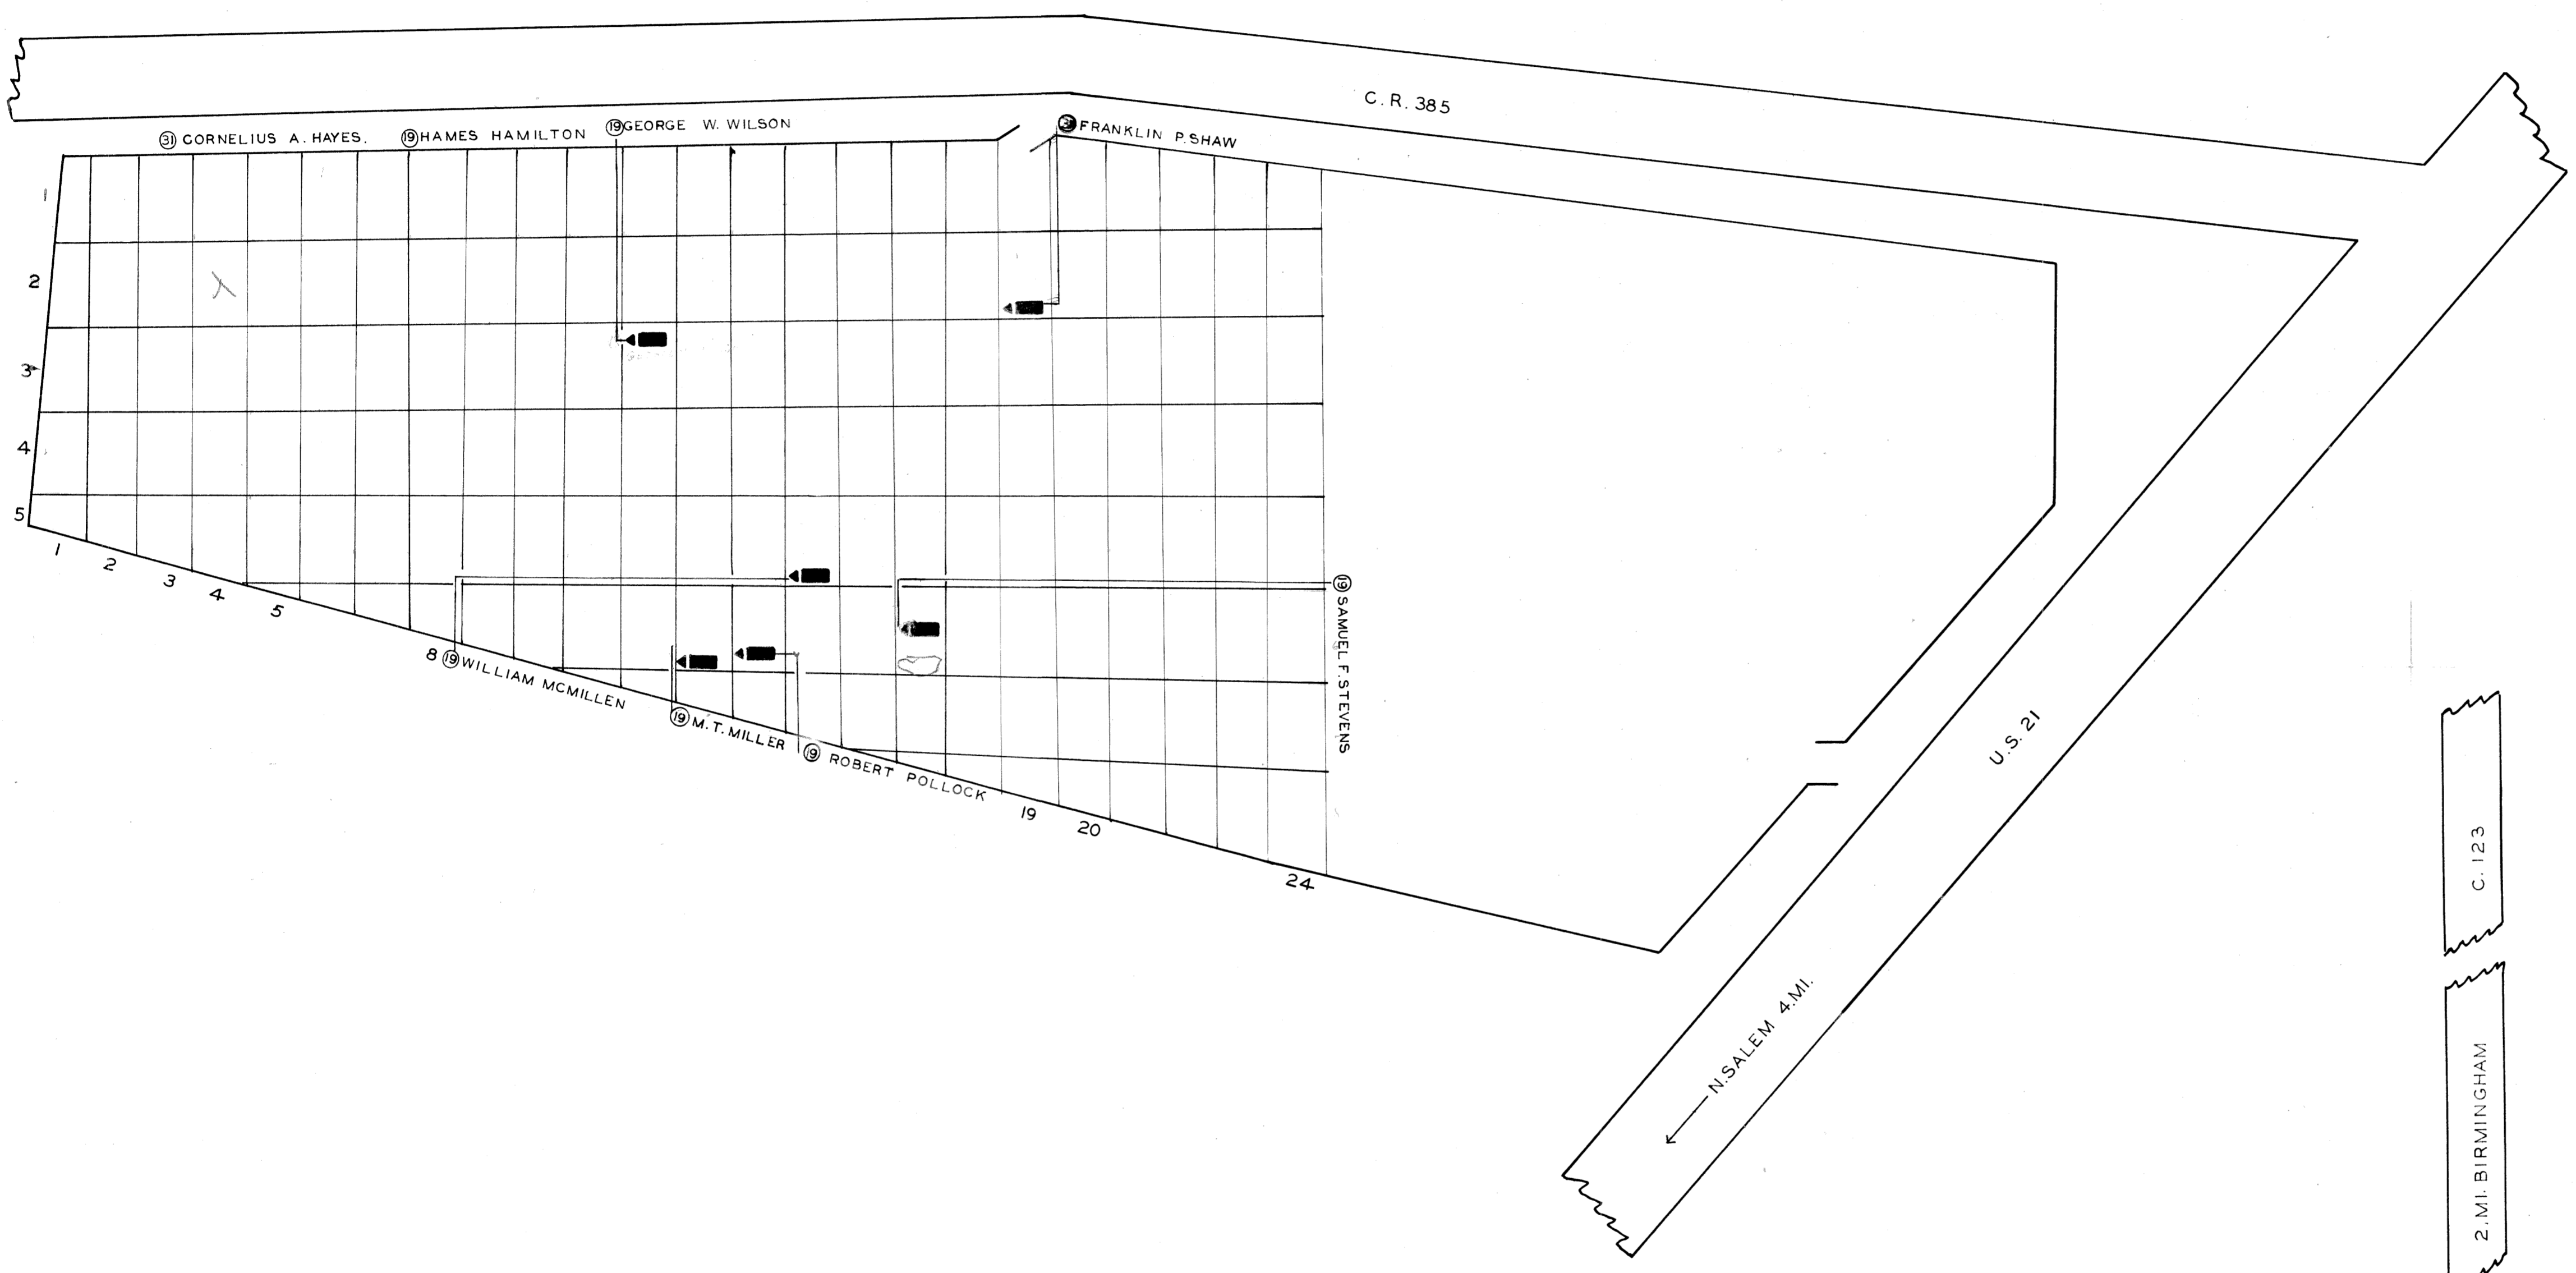 C. R. 385
31 CORNELIUS A. HAYES.
19 HAMES HAMILTON
19 GEORGE W. WILSON
FRANKLIN P. SHAW
1
2
3
4
5
1
2
3
4
5
8
19 WILLIAM MCMILLEN
19 M. T. MILLER
19 ROBERT POLLOCK
19
20
24
19 SAMUEL F. STEVENS
U.S. 21
N. SALEM 4. MI.
C. 123
2. MI. BIRMINGHAM